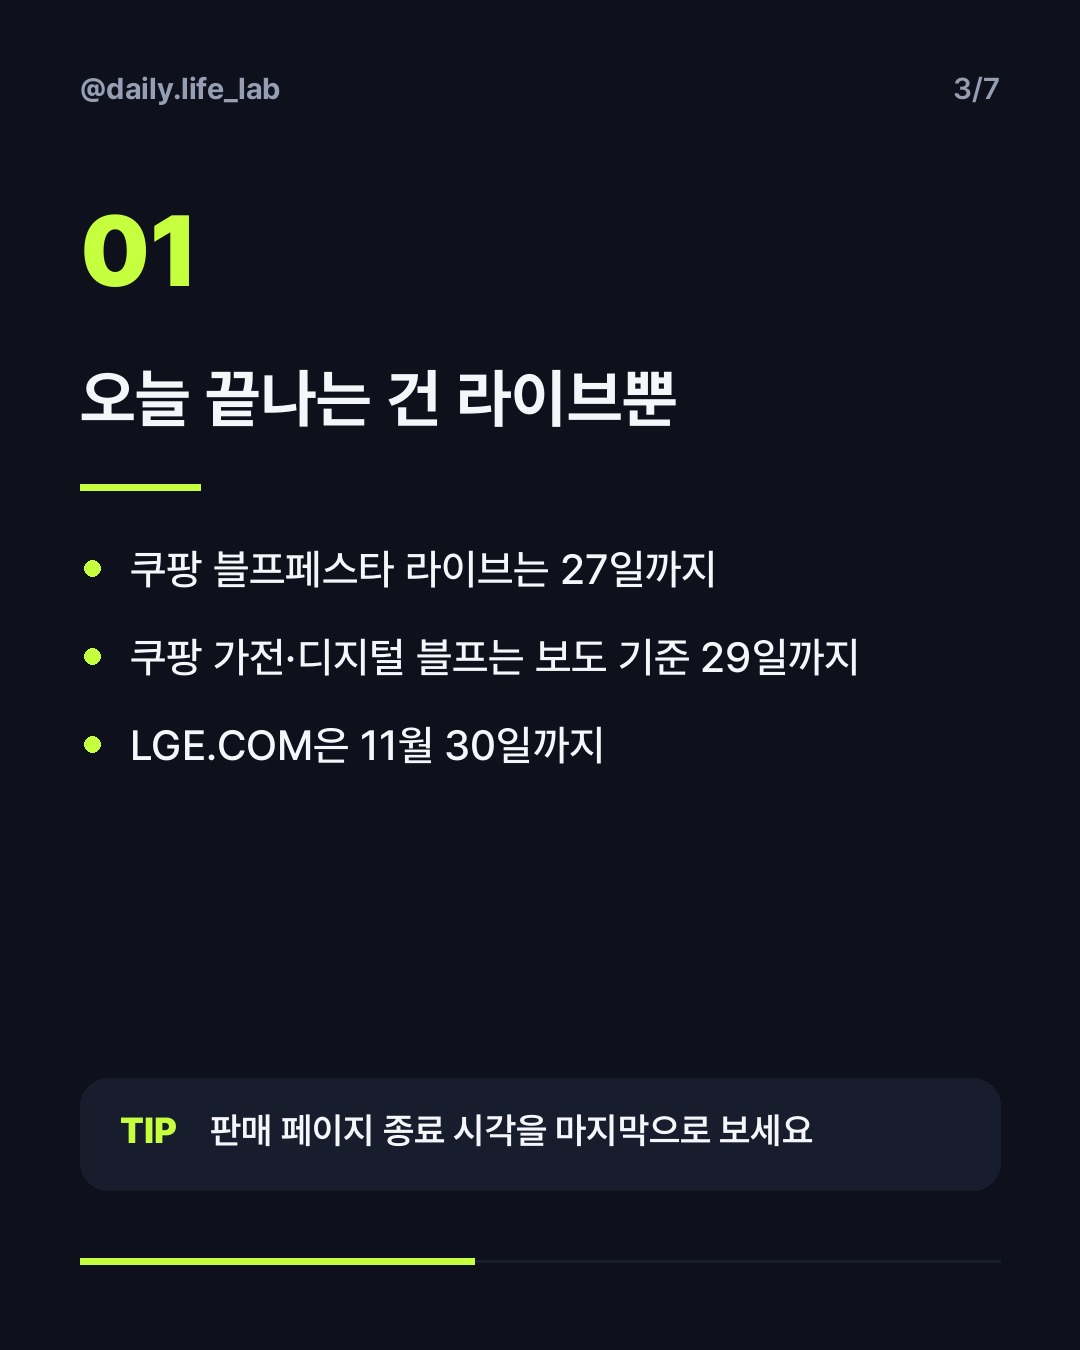 @daily.life_lab
3/7
01
오늘 끝나는 건 라이브뿐
쿠팡 블프페스타 라이브는 27일까지
쿠팡 가전·디지털 블프는 보도 기준 29일까지
LGE.COM은 11월 30일까지
TIP 판매 페이지 종료 시각을 마지막으로 보세요